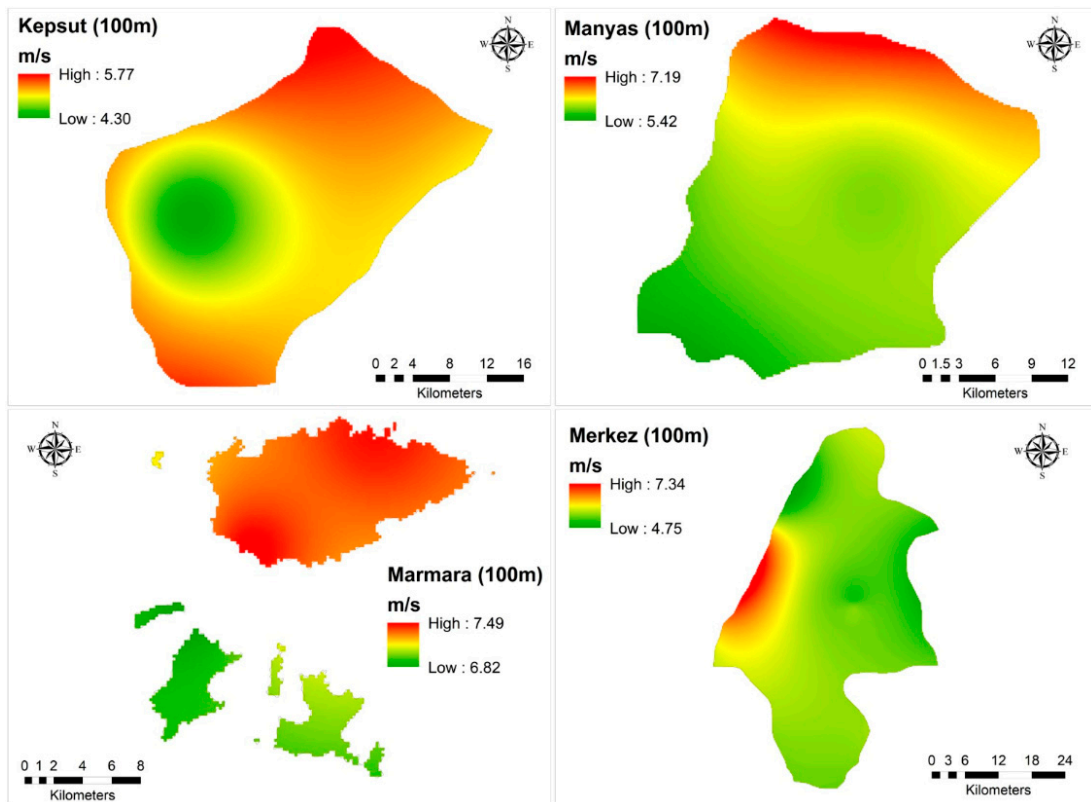 Kepsut (100m)
m/s
High : 5.77
Low : 4.30
N
W E
S
0 2 4 8 12 16
Kilometers
Manyas (100m)
m/s
High : 7.19
Low : 5.42
N
W E
S
0 1.5 3 6 9 12
Kilometers
N
W E
S
Marmara (100m)
m/s
High : 7.49
Low : 6.82
0 1 2 4 6 8
Kilometers
Merkez (100m)
m/s
High : 7.34
Low : 4.75
N
W E
S
0 3 6 12 18 24
Kilometers